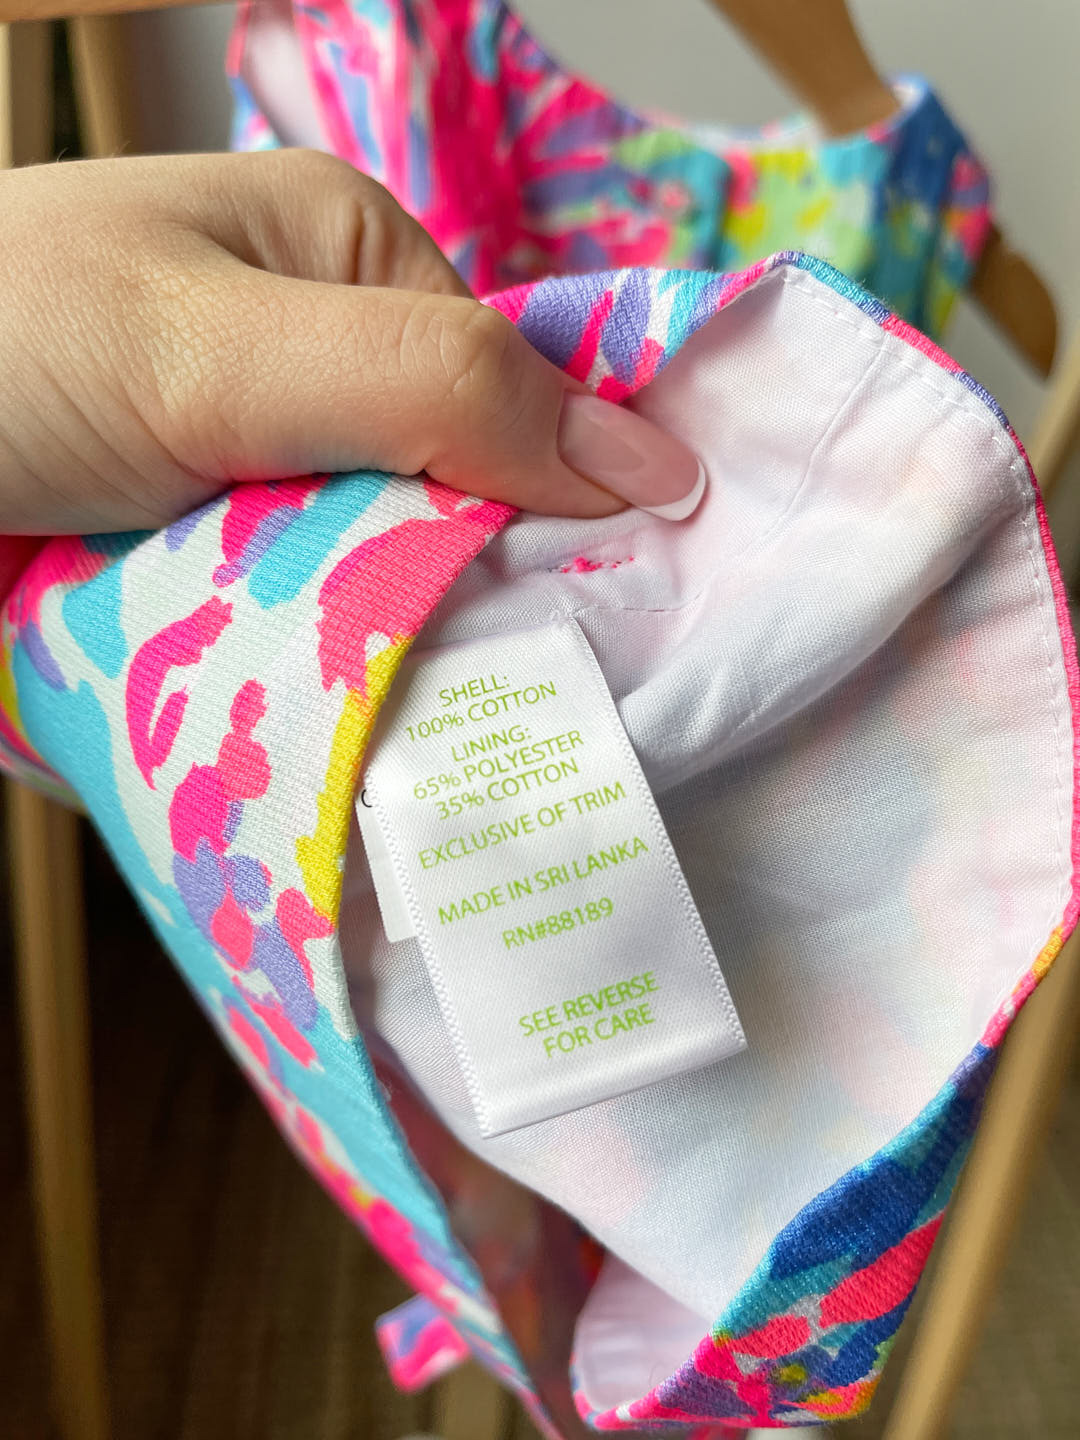 SHELL:
100% COTTON
LINING:
65% POLYESTER
35% COTTON
EXCLUSIVE OF TRIM
MADE IN SRI LANKA
RN#88189
SEE REVERSE
FOR CARE